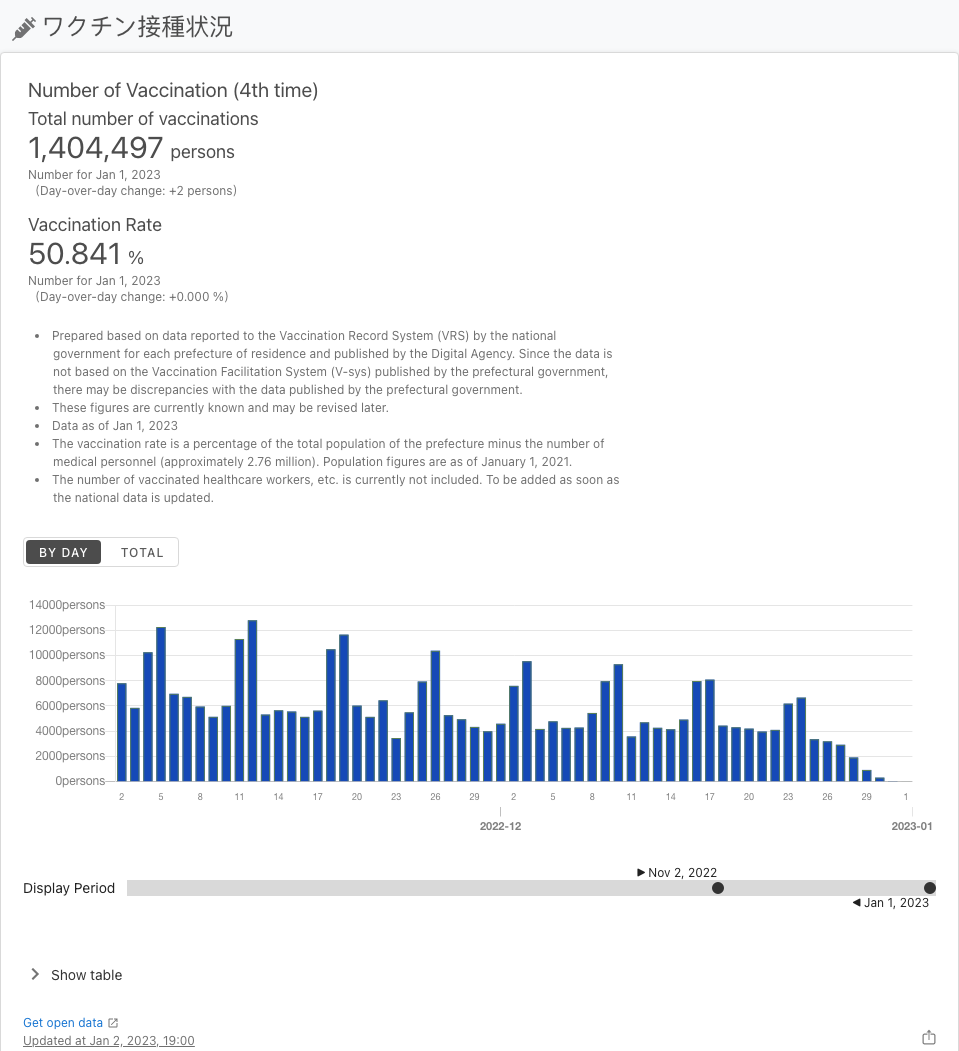 ワクチン接種状況
Number of Vaccination (4th time)
Total number of vaccinations
1,404,497 persons
Number for Jan 1, 2023
(Day-over-day change: +2 persons)
Vaccination Rate
50.841 %
Number for Jan 1, 2023
(Day-over-day change: +0.000 %)
• Prepared based on data reported to the Vaccination Record System (VRS) by the national
government for each prefecture of residence and published by the Digital Agency. Since the data is
not based on the Vaccination Facilitation System (V-sys) published by the prefectural government,
there may be discrepancies with the data published by the prefectural government.
• These figures are currently known and may be revised later.
• Data as of Jan 1, 2023
• The vaccination rate is a percentage of the total population of the prefecture minus the number of
medical personnel (approximately 2.76 million). Population figures are as of January 1, 2021.
• The number of vaccinated healthcare workers, etc. is currently not included. To be added as soon as
the national data is updated.
BY DAY TOTAL
14000persons
12000persons
10000persons
8000persons
6000persons
4000persons
2000persons
0persons
2 5 8 11 14 17 20 23 26 29 2 5 8 11 14 17 20 23 26 29 1
2022-12 2023-01
Nov 2, 2022
Display Period
Jan 1, 2023
Show table
Get open data
Updated at Jan 2, 2023, 19:00